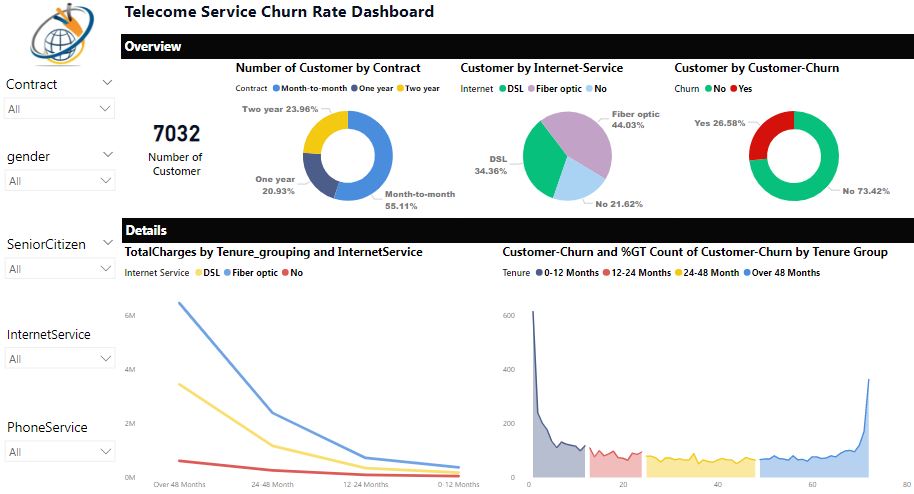 Telecome Service Churn Rate Dashboard
Contract
All
gender
All
SeniorCitizen
All
InternetService
All
PhoneService
All
Overview
7032
Number of
Customer
Number of Customer by Contract
Contract Month-to-month One year Two year
Two year 23.96%
One year
20.93%
Month-to-month
55.11%
Customer by Internet-Service
Internet DSL Fiber optic No
Fiber optic
44.03%
DSL
34.36%
No 21.62%
Customer by Customer-Churn
Churn No Yes
Yes 26.58%
No 73.42%
Details
TotalCharges by Tenure_grouping and InternetService
Internet Service DSL Fiber optic No
6M
4M
2M
0M
Over 48 Months 24-48 Month 12-24 Months 0-12 Months
Customer-Churn and %GT Count of Customer-Churn by Tenure Group
Tenure 0-12 Months 12-24 Months 24-48 Month Over 48 Months
600
400
200
0
0 20 40 60 80